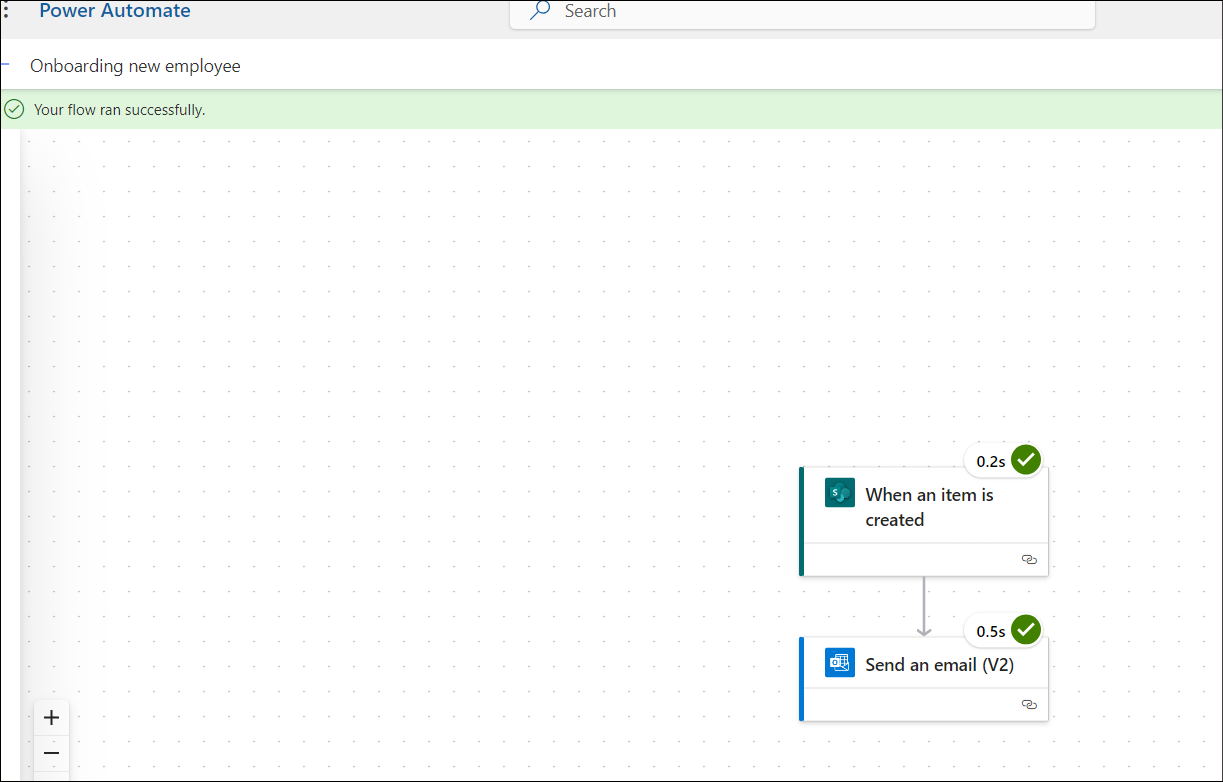 Power Automate
Search
Onboarding new employee
Your flow ran successfully.
0.2s
When an item is
created
0.5s
Send an email (V2)